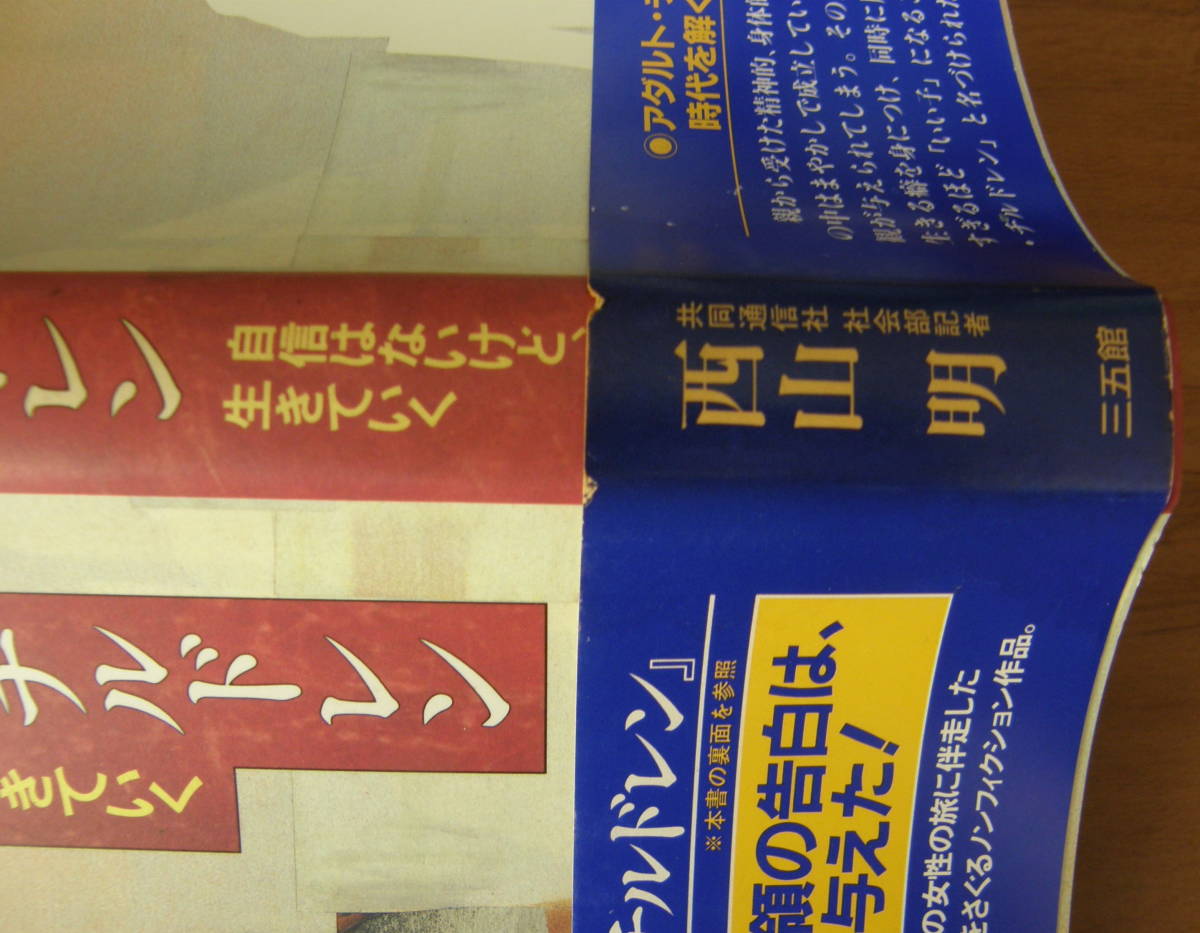 レン
自信はないけど、
生きていく
共同通信社 社会部記者
西山 明
三五館
●アダルト・
時代を解く
親から受けた精神的、身体的
の中はまやかしで成立してい
親が与えられてしまう。その
生きる癖を身につけ、同時に
すぎるほど「いい子」になる、
・チルドレン」と名づけられた
チルドレン
きていく
チルドレン』
※本書の裏面を参照
領の告白は、
与えた!
の女性の旅に伴走した
をさぐるノンフィクション作品。